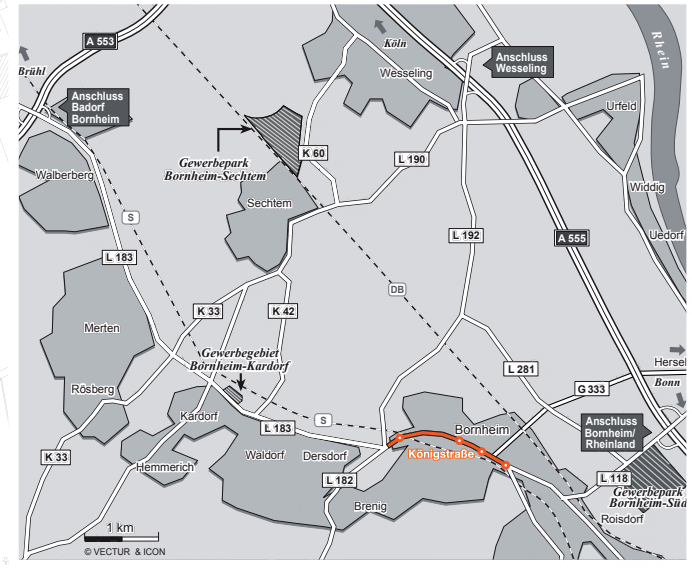 A 553
Köln
Rhein
Brühl
Wesseling
Anschluss
Wesseling
Anschluss
Badorf
Bornheim
Urfeld
Gewerbepark
Bornheim-Sechtem
K 60
L 190
Walberberg
Widdig
Sechtem
S
L 192
A 555
Uedorf
L 183
DB
K 33
K 42
Merten
Gewerbegebiet
Bornheim-Kardorf
Hersel
L 281
Bonn
Rösberg
G 333
Kardorf
S
Anschluss
Bornheim/
Rheinland
L 183
Bornheim
Königstraße
K 33
Waldorf
Dersdorf
Hemmerich
L 182
L 118
Gewerbepark
Bornheim-Süd
Brenig
Roisdorf
1 km
© VECTUR & ICON